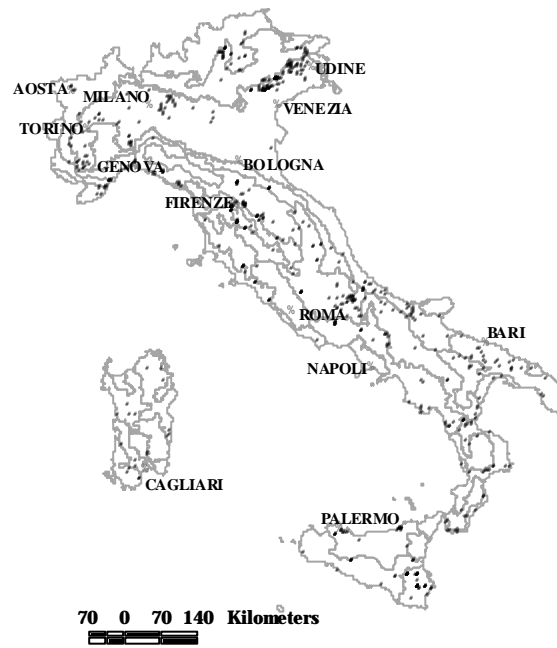 UDINE
AOSTA
MILANO
VENEZIA
TORINO
BOLOGNA
GENOVA
FIRENZE
ROMA
BARI
NAPOLI
CAGLIARI
PALERMO
70 0 70 140 Kilometers